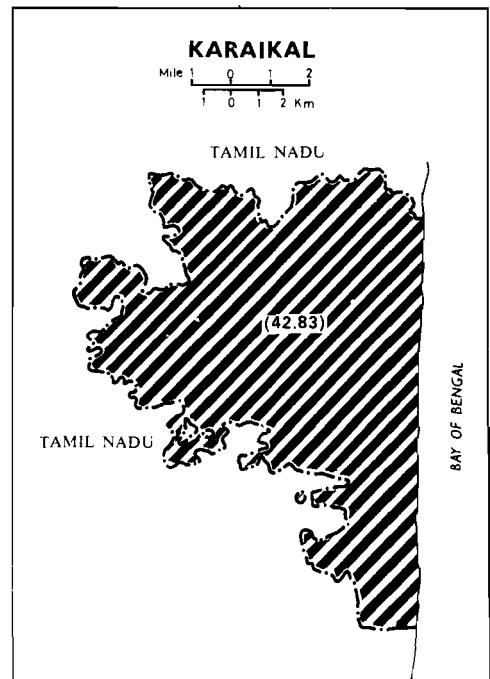 KARAIKAL
Mile 1 0 1 2
1 0 1 2 Km
TAMIL NADU
(42.83)
TAMIL NADU
BAY OF BENGAL